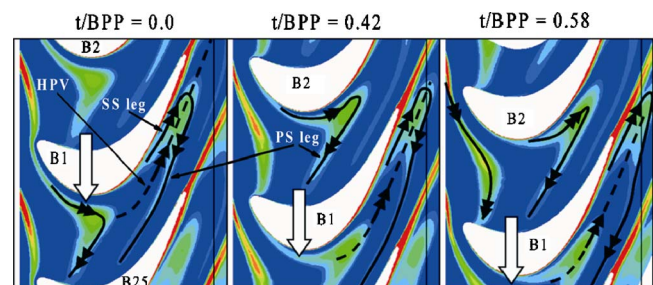 t/BPP = 0.0
t/BPP = 0.42
t/BPP = 0.58
B2
HPV
SS leg
B2
B2
B1
PS leg
B1
B1
B25